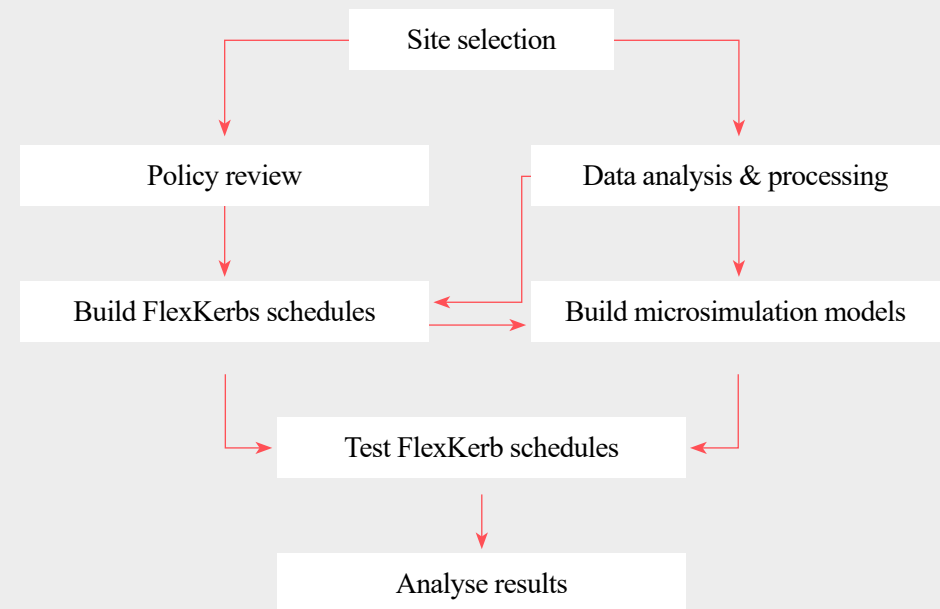 Site selection
Policy review
Data analysis & processing
Build FlexKerbs schedules
Build microsimulation models
Test FlexKerb schedules
Analyse results